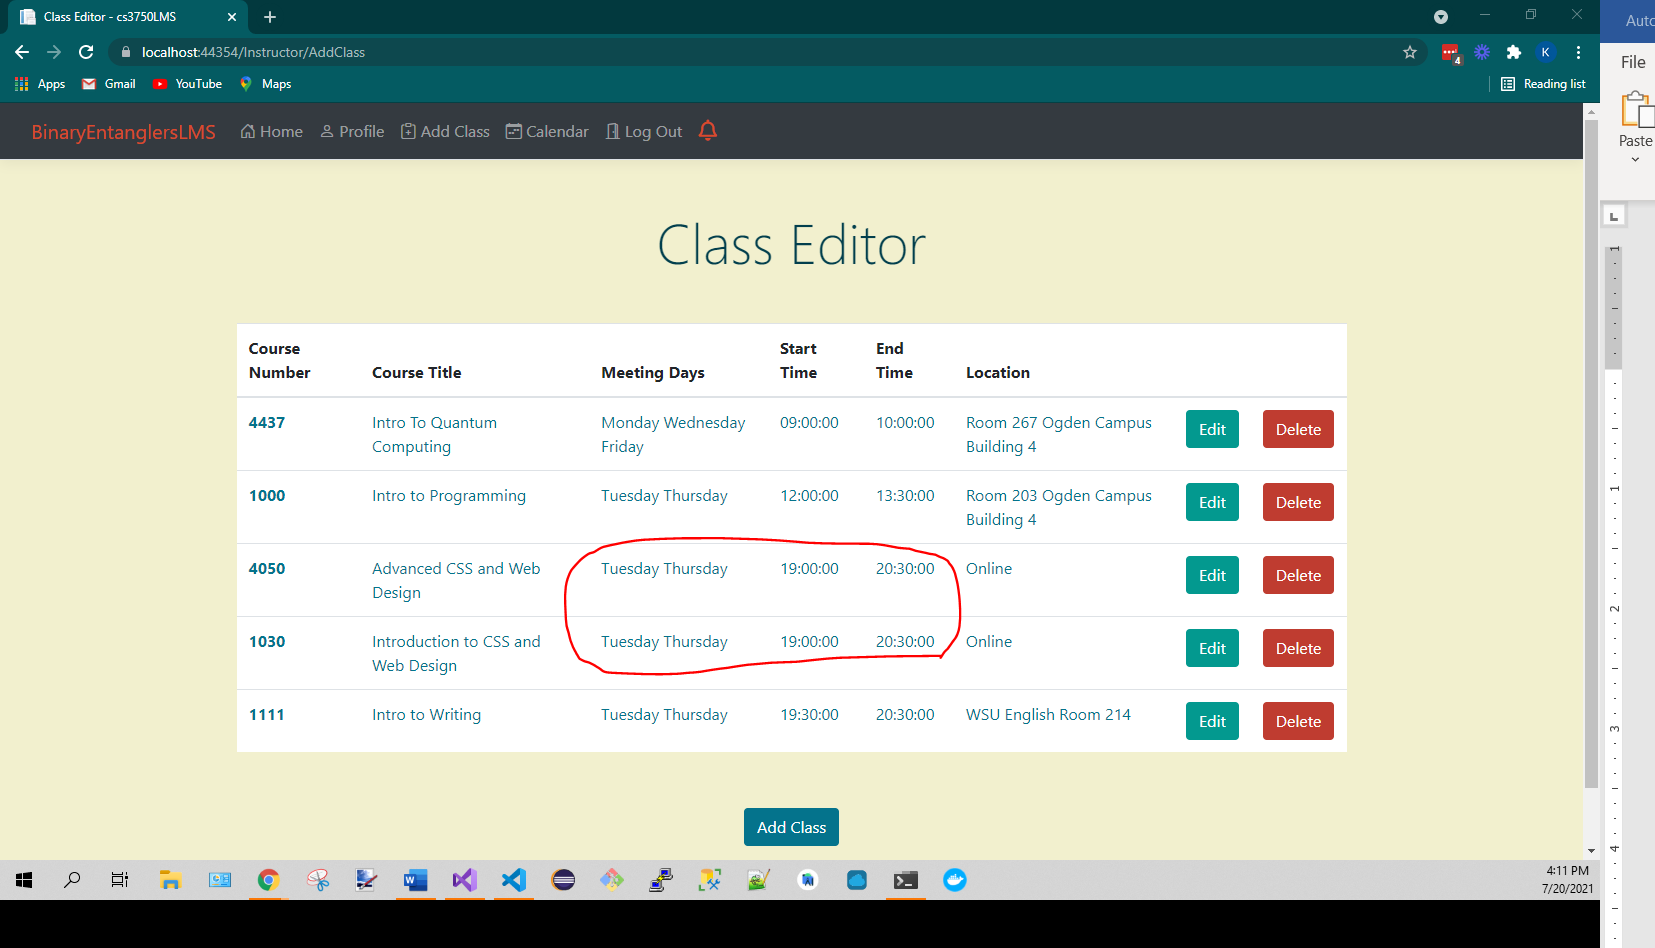 Class Editor - cs3750LMS
localhost:44354/Instructor/AddClass
4
K
Apps Gmail YouTube Maps
Reading list
Auto
File
Paste
BinaryEntanglersLMS Home Profile Add Class Calendar Log Out
Class Editor
Course Number Course Title Meeting Days Start Time End Time Location
4437 Intro To Quantum Computing Monday Wednesday Friday 09:00:00 10:00:00 Room 267 Ogden Campus Building 4 Edit Delete
1000 Intro to Programming Tuesday Thursday 12:00:00 13:30:00 Room 203 Ogden Campus Building 4 Edit Delete
4050 Advanced CSS and Web Design Tuesday Thursday 19:00:00 20:30:00 Online Edit Delete
1030 Introduction to CSS and Web Design Tuesday Thursday 19:00:00 20:30:00 Online Edit Delete
1111 Intro to Writing Tuesday Thursday 19:30:00 20:30:00 WSU English Room 214 Edit Delete
Add Class
1
1
2
3
4
4:11 PM
7/20/2021